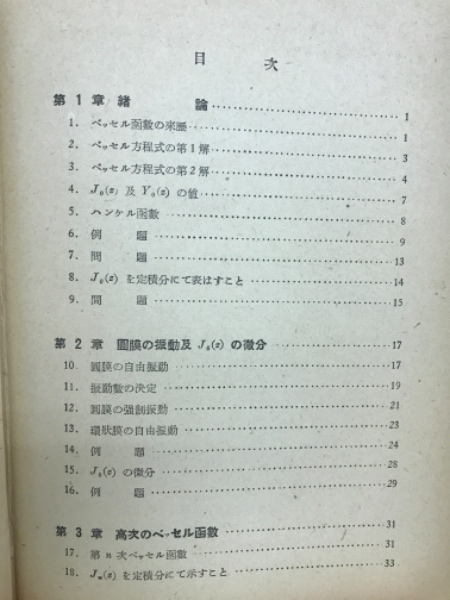 目次
第1章 緒論 1
1. ベッセル函數の來歷 1
2. ベッセル方程式の第1解 3
3. ベッセル方程式の第2解 4
4. J₀(z) 及 Y₀(z) の値 7
5. ハンケル函數 8
6. 例題 9
7. 問題 13
8. J₀(z) を定積分にて表はすこと 14
9. 問題 15
第2章 圓膜の振動及 J₀(z) の微分 17
10. 圓膜の自由振動 17
11. 振動數の決定 19
12. 圓膜の強制振動 21
13. 環狀膜の自由振動 23
14. 例題 24
15. J₀(z) の微分 28
16. 例題 29
第3章 高次のベッセル函數 31
17. 第n次ベッセル函數 31
18. Jₙ(z) を定積分にて示すこと 33